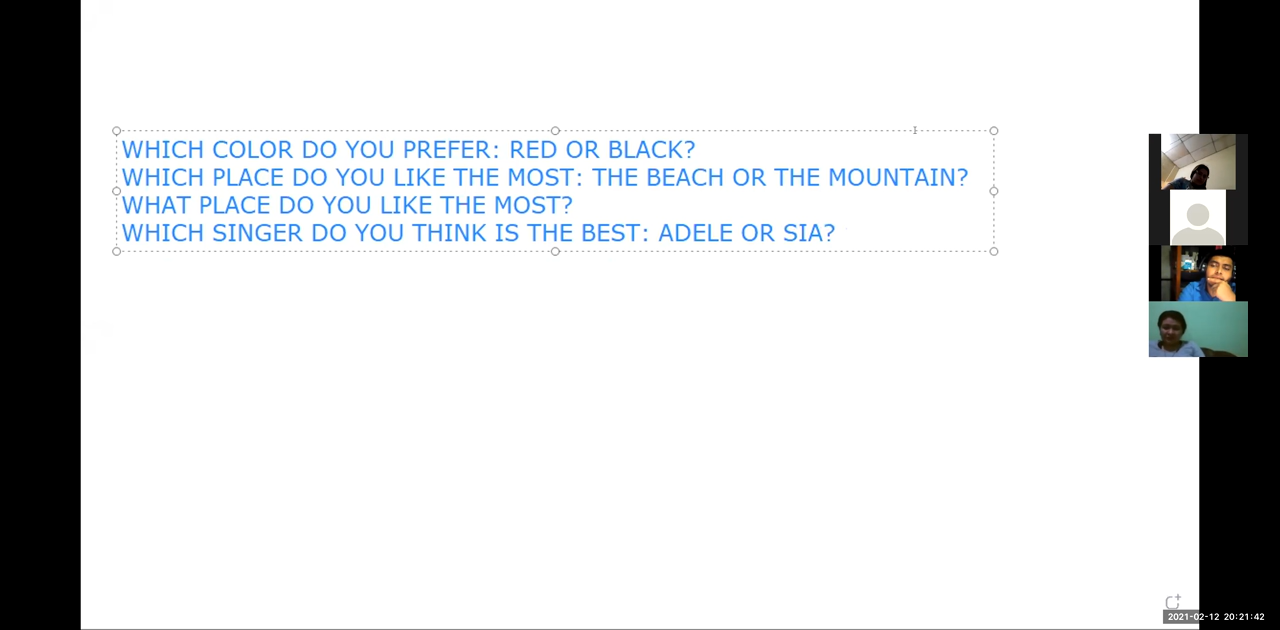 WHICH COLOR DO YOU PREFER: RED OR BLACK?
WHICH PLACE DO YOU LIKE THE MOST: THE BEACH OR THE MOUNTAIN?
WHAT PLACE DO YOU LIKE THE MOST?
WHICH SINGER DO YOU THINK IS THE BEST: ADELE OR SIA?
2021-02-12 20:21:42